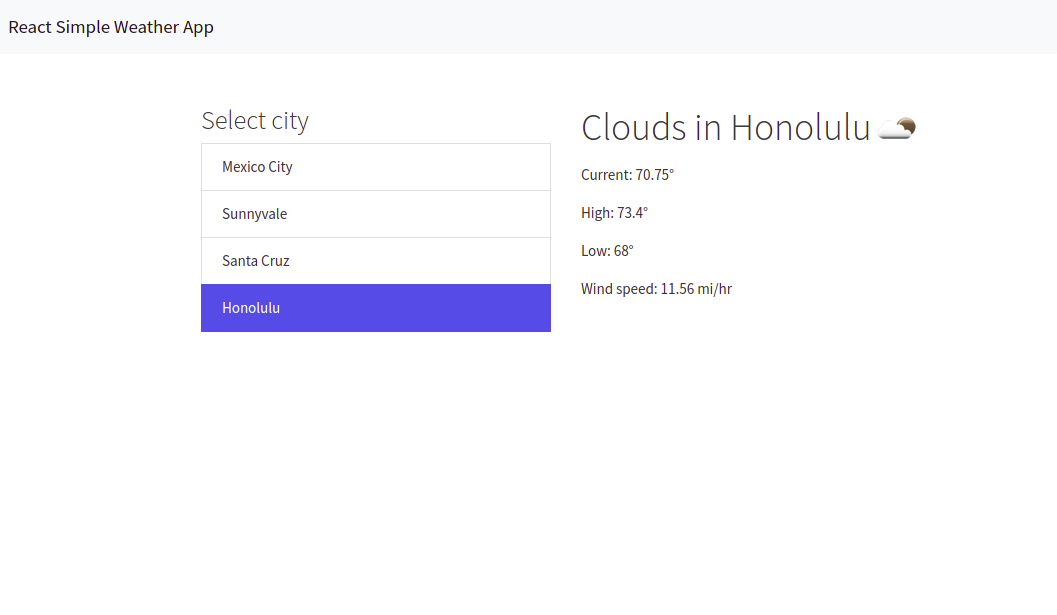 React Simple Weather App
Select city
Mexico City
Sunnyvale
Santa Cruz
Honolulu
Clouds in Honolulu
Current: 70.75°
High: 73.4°
Low: 68°
Wind speed: 11.56 mi/hr